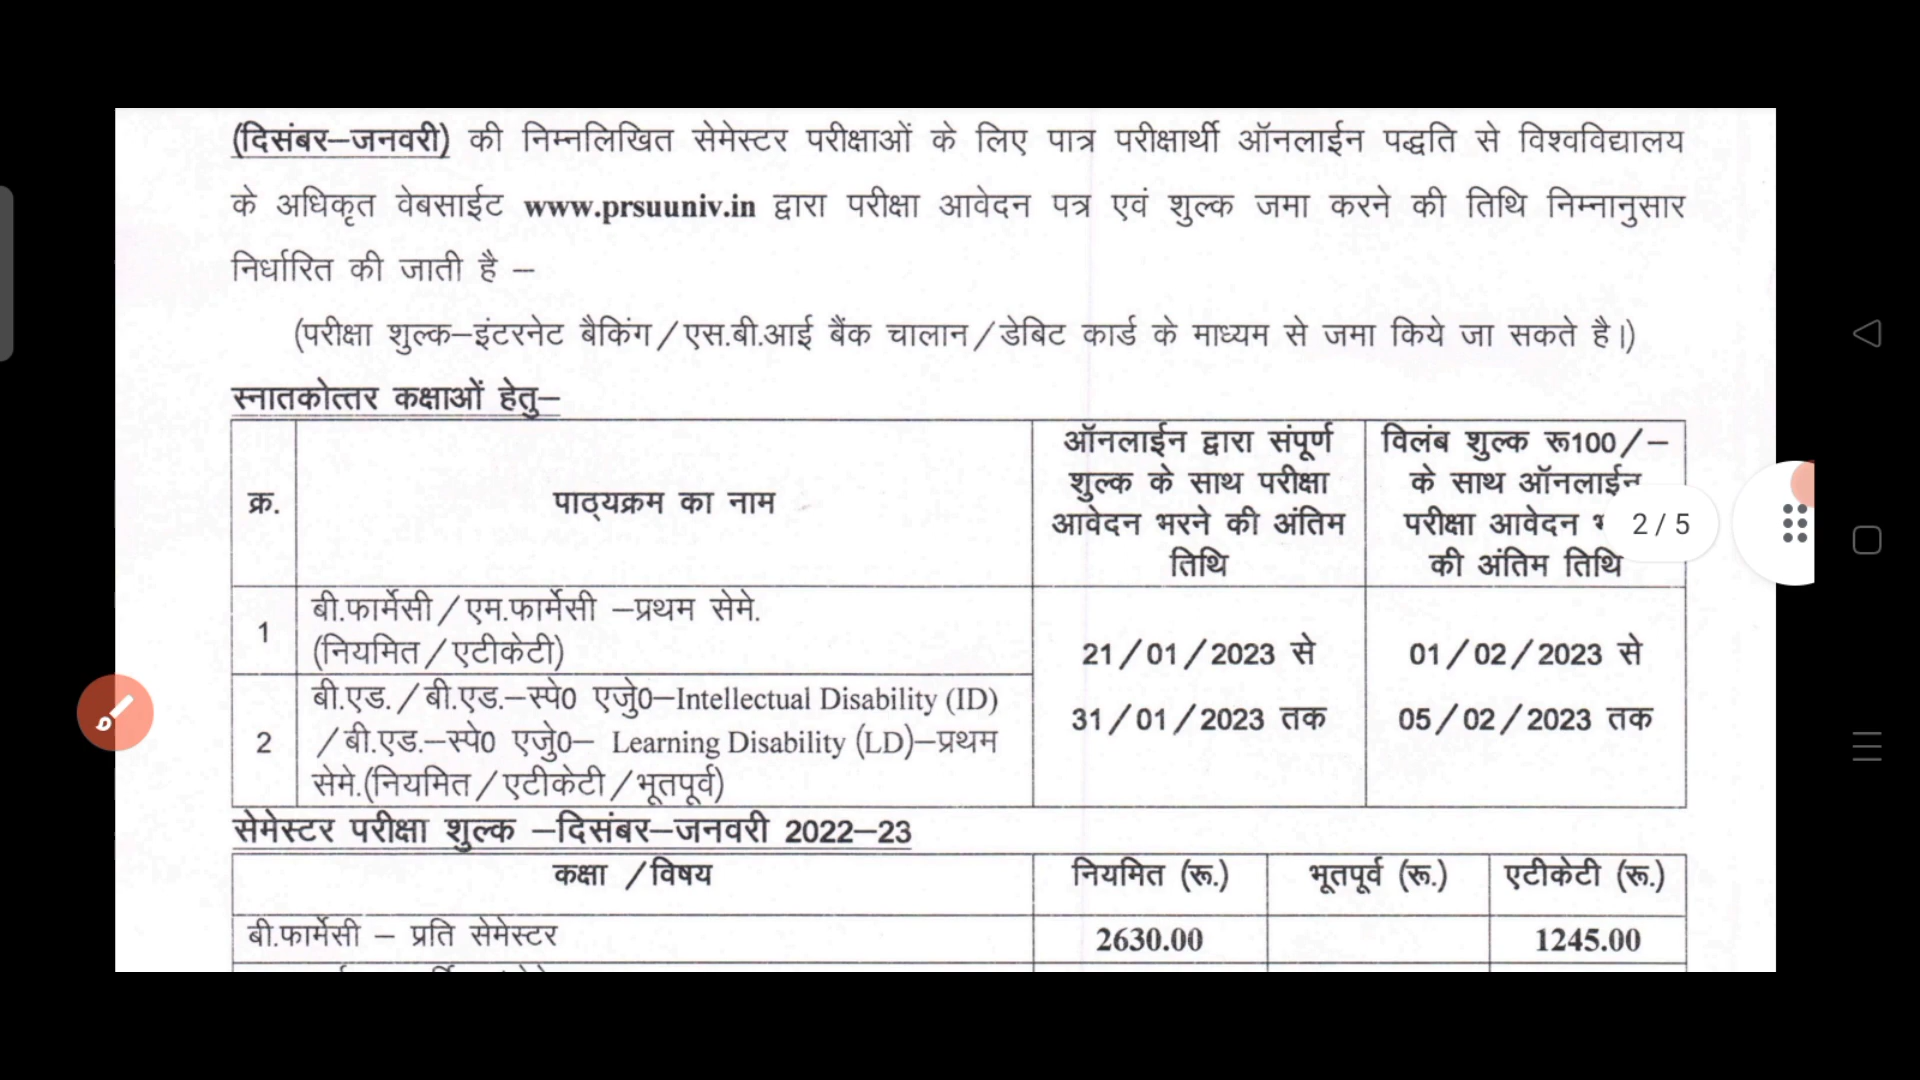 (दिसंबर–जनवरी) की निम्नलिखित सेमेस्टर परीक्षाओं के लिए पात्र परीक्षार्थी ऑनलाईन पद्धति से विश्वविद्यालय
के अधिकृत वेबसाईट www.prsuuniv.in द्वारा परीक्षा आवेदन पत्र एवं शुल्क जमा करने की तिथि निम्नानुसार
निर्धारित की जाती है –
(परीक्षा शुल्क–इंटरनेट बैकिंग/एस.बी.आई बैंक चालान/डेबिट कार्ड के माध्यम से जमा किये जा सकते है।)
स्नातकोत्तर कक्षाओं हेतु–
क्र.
पाठ्यक्रम का नाम
ऑनलाईन द्वारा संपूर्ण
शुल्क के साथ परीक्षा
आवेदन भरने की अंतिम
तिथि
विलंब शुल्क रू100/–
के साथ ऑनलाईन
परीक्षा आवेदन
की अंतिम तिथि
2 / 5
1
बी.फार्मेसी/एम.फार्मेसी –प्रथम सेमे.
(नियमित/एटीकेटी)
21/01/2023 से
31/01/2023 तक
01/02/2023 से
05/02/2023 तक
2
बी.एड./बी.एड.–स्पे0 एजुे0–Intellectual Disability (ID)
/बी.एड.–स्पे0 एजुे0– Learning Disability (LD)–प्रथम
सेमे.(नियमित/एटीकेटी/भूतपूर्व)
सेमेस्टर परीक्षा शुल्क –दिसंबर–जनवरी 2022–23
कक्षा /विषय
नियमित (रू.)
भूतपूर्व (रू.)
एटीकेटी (रू.)
बी.फार्मेसी – प्रति सेमेस्टर
2630.00
1245.00